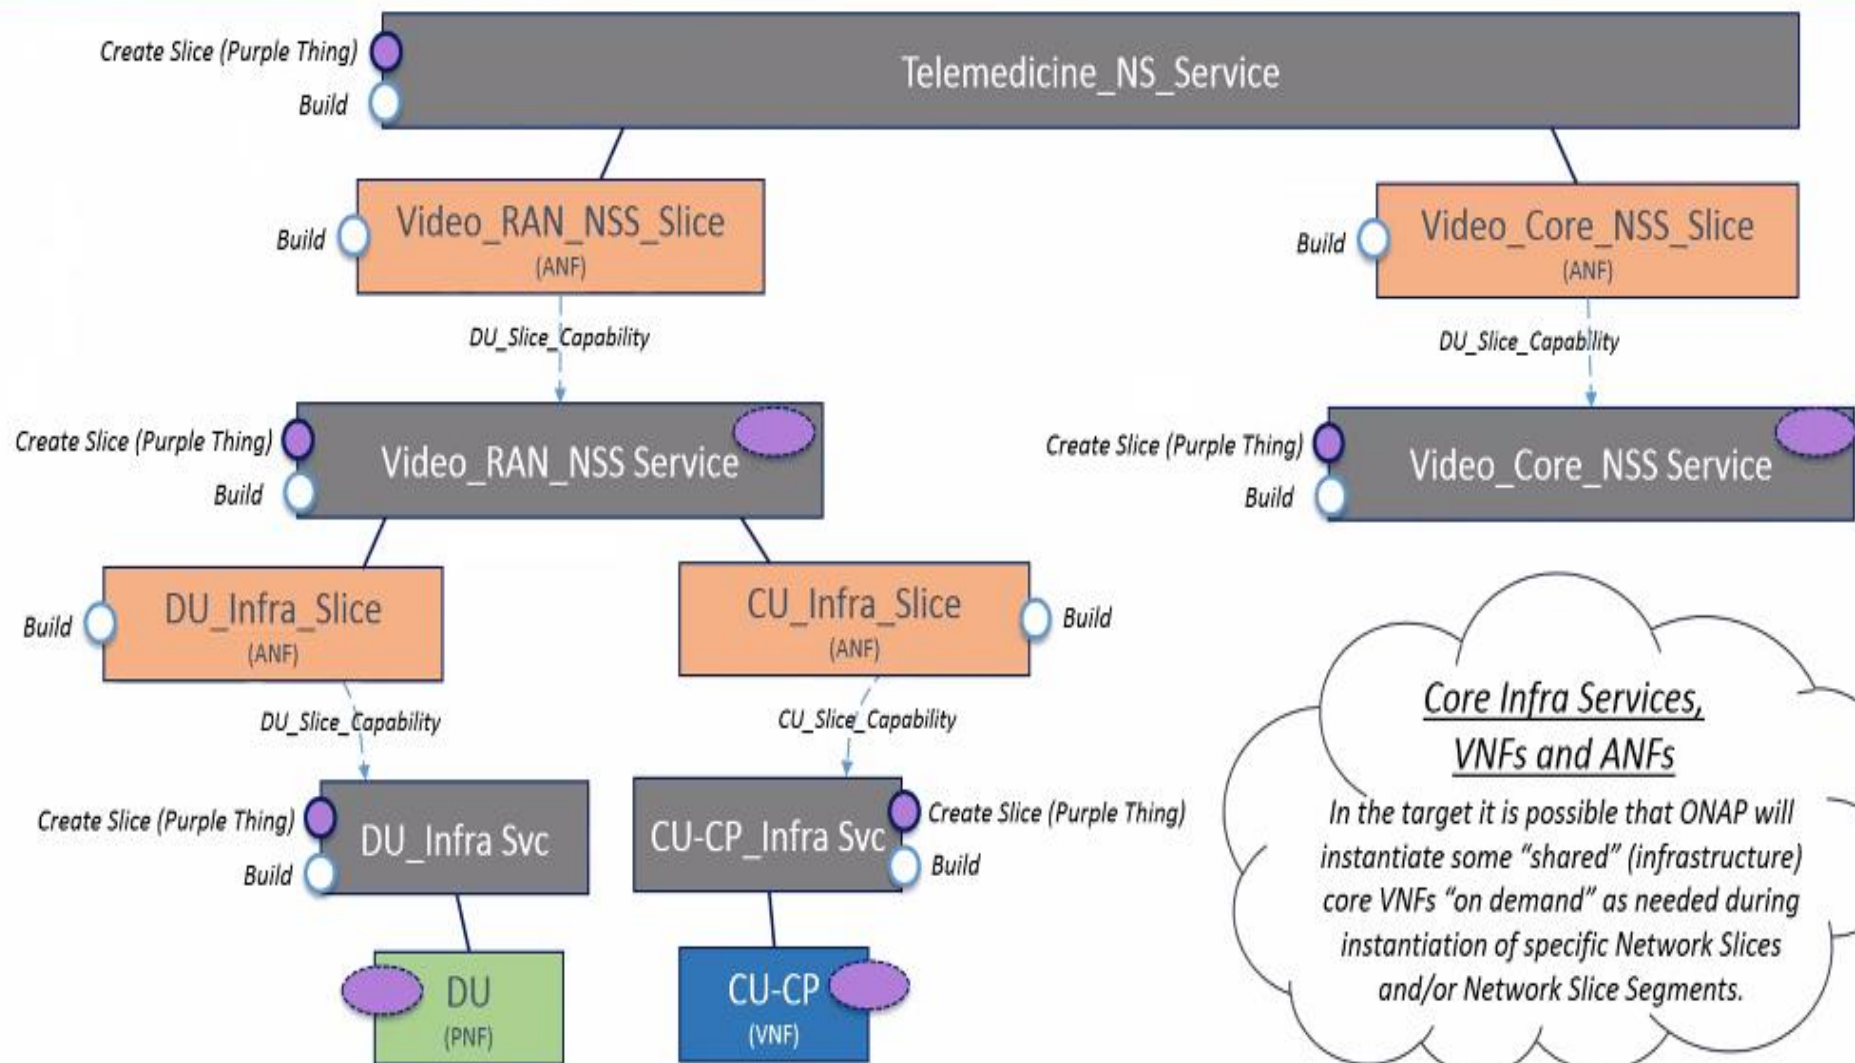 Create Slice (Purple Thing)
Build
Telemedicine_NS_Service
Build
Video_RAN_NSS_Slice
(ANF)
Build
Video_Core_NSS_Slice
(ANF)
DU_Slice_Capability
DU_Slice_Capability
Create Slice (Purple Thing)
Build
Video_RAN_NSS Service
Create Slice (Purple Thing)
Build
Video_Core_NSS Service
Build
DU_Infra_Slice
(ANF)
CU_Infra_Slice
(ANF)
Build
DU_Slice_Capability
CU_Slice_Capability
Create Slice (Purple Thing)
Build
DU_Infra Svc
CU-CP_Infra Svc
Create Slice (Purple Thing)
Build
DU
(PNF)
CU-CP
(VNF)
Core Infra Services,
VNFs and ANFs
In the target it is possible that ONAP will
instantiate some “shared” (infrastructure)
core VNFs “on demand” as needed during
instantiation of specific Network Slices
and/or Network Slice Segments.